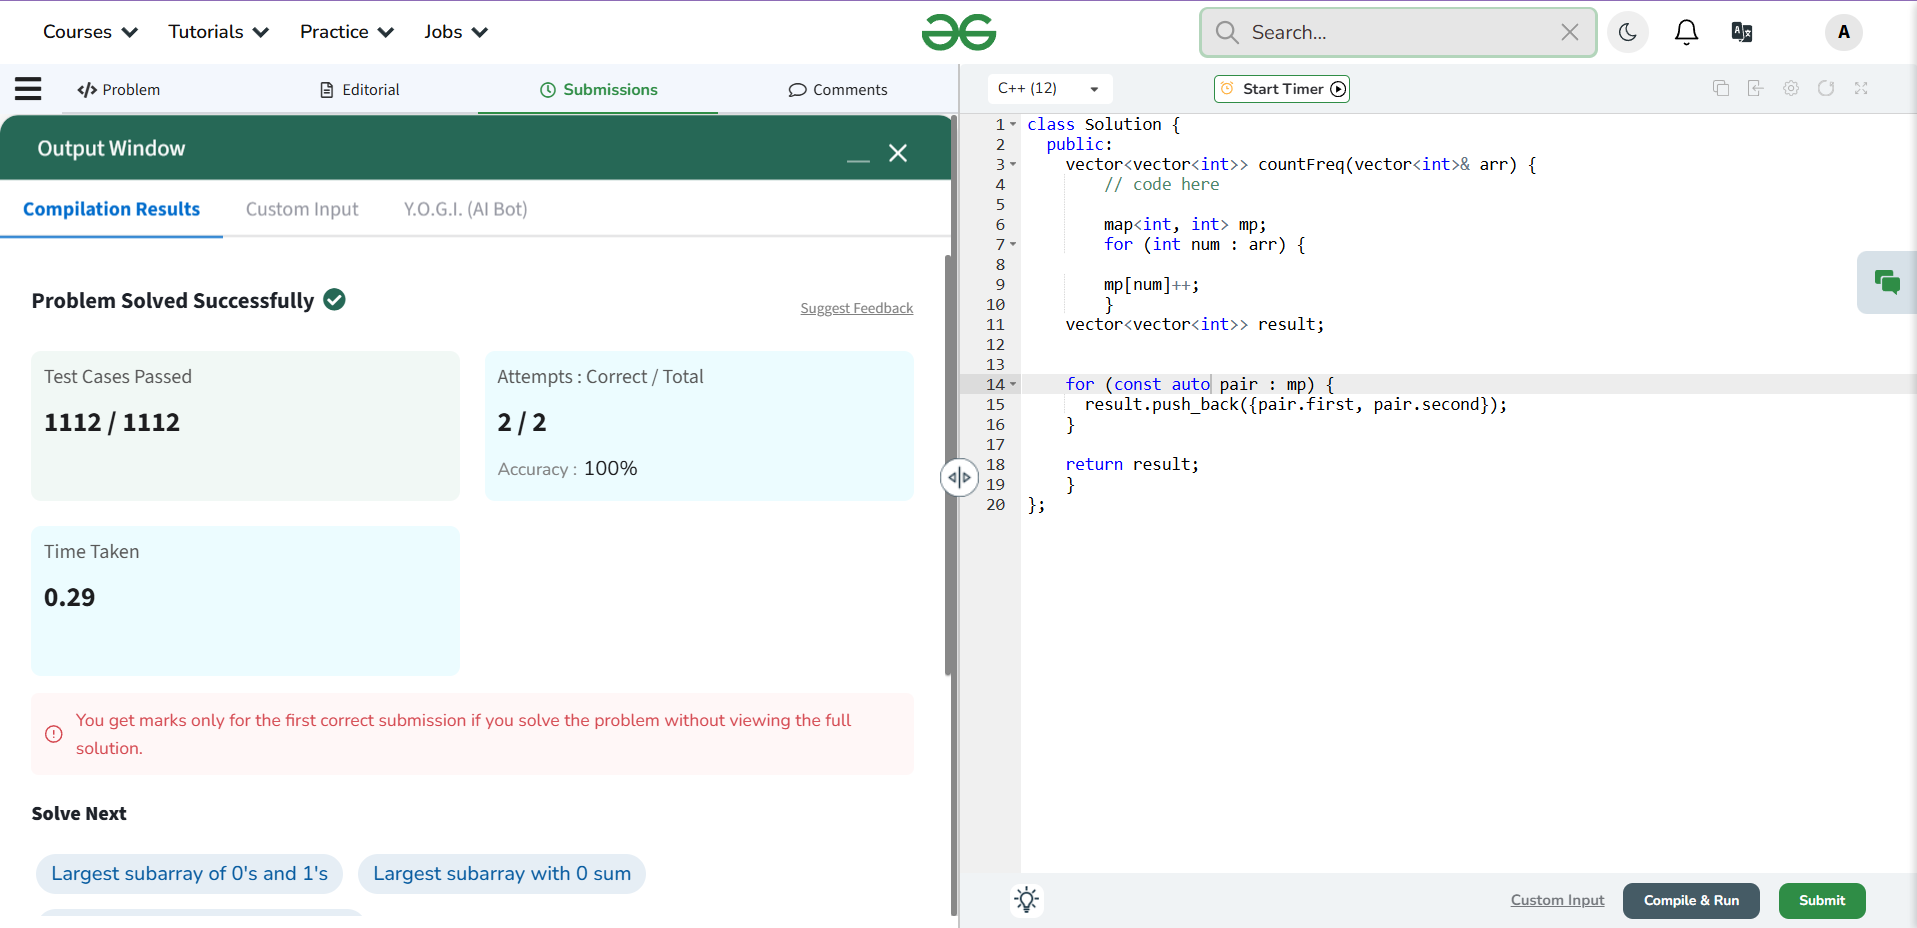 Courses Tutorials Practice Jobs Search... A
Problem Editorial Submissions Comments C++ (12) Start Timer
Output Window
Compilation Results Custom Input Y.O.G.I. (AI Bot)
Problem Solved Successfully
Suggest Feedback
Test Cases Passed
1112 / 1112
Attempts : Correct / Total
2 / 2
Accuracy : 100%
Time Taken
0.29
You get marks only for the first correct submission if you solve the problem without viewing the full
solution.
Solve Next
Largest subarray of 0's and 1's Largest subarray with 0 sum
1 class Solution {
2   public:
3     vector<vector<int>> countFreq(vector<int>& arr) {
4         // code here
5
6         map<int, int> mp;
7         for (int num : arr) {
8
9         mp[num]++;
10         }
11     vector<vector<int>> result;
12
13
14     for (const auto pair : mp) {
15       result.push_back({pair.first, pair.second});
16     }
17
18     return result;
19     }
20 };
Custom Input Compile & Run Submit